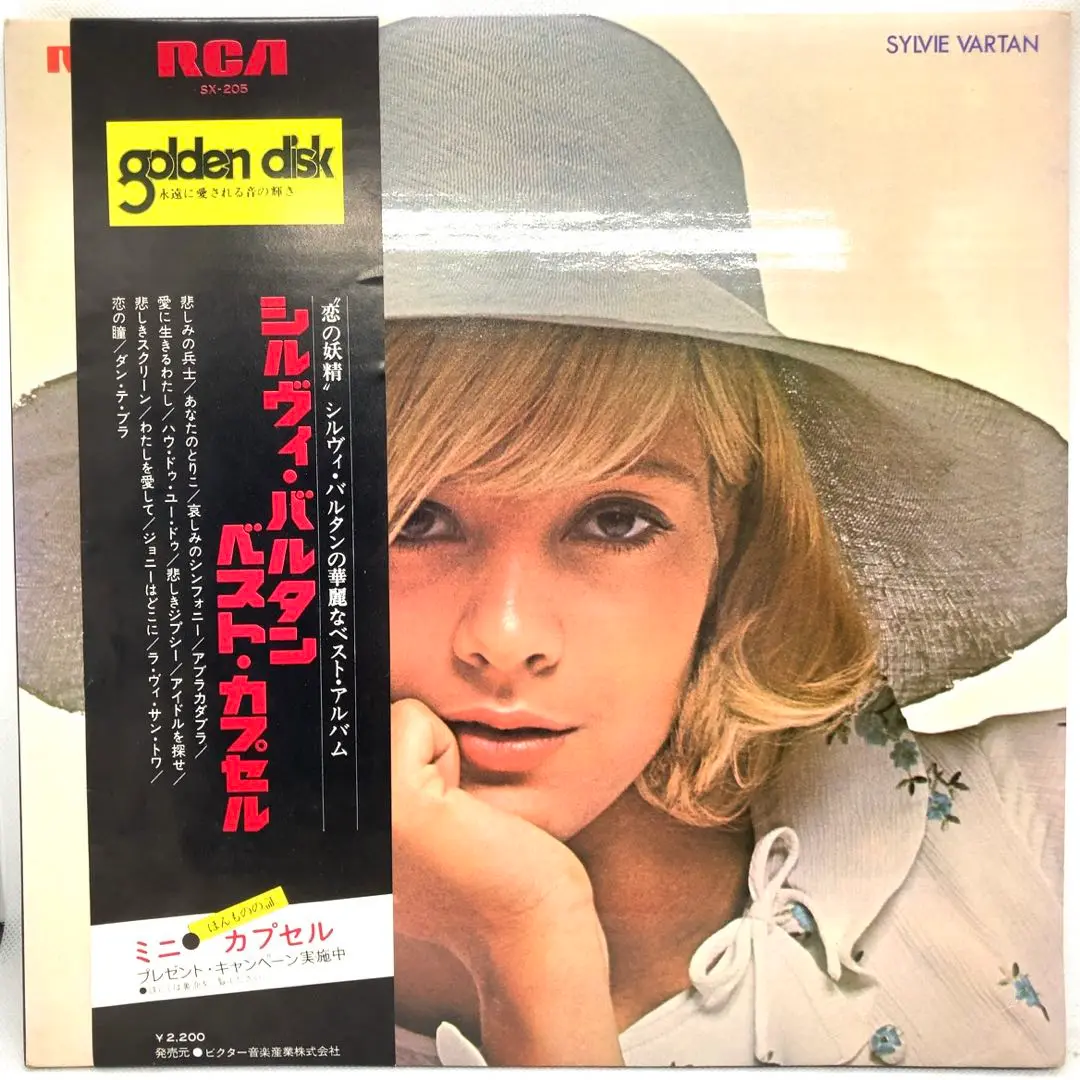 SYLVIE VARTAN
RCA
SX-205
golden disk
永遠に愛される音の輝き
“恋の妖精”シルヴィ・バルタンの華麗なベスト・アルバム
シルヴィ・バルタン
ベスト・カプセル
悲しみの兵士/あなたのとりこ/哀しみのシンフォニー/アブラカダブラ/
愛に生きるわたし/ハウ・ドゥ・ユー・ドゥ/悲しきジプシー/アイドルを探せ/
悲しきスクリーン/わたしを愛して/ジョニーはどこに/ラ・ヴィ・サン・トワ/
恋の瞳/ダン・テ・ブラ
ほんものの証
ミニ●カプセル
プレゼント・キャンペーン実施中
¥2,200
発売元●ビクター音楽産業株式会社